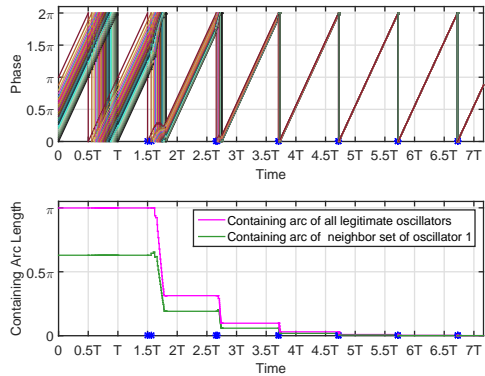 2π
1.5π
π
0.5π
0
Phase
0 0.5T T 1.5T 2T 2.5T 3T 3.5T 4T 4.5T 5T 5.5T 6T 6.5T 7T
Time
π
0.5π
0
Containing Arc Length
Containing arc of all legitimate oscillators
Containing arc of neighbor set of oscillator 1
0 0.5T T 1.5T 2T 2.5T 3T 3.5T 4T 4.5T 5T 5.5T 6T 6.5T 7T
Time